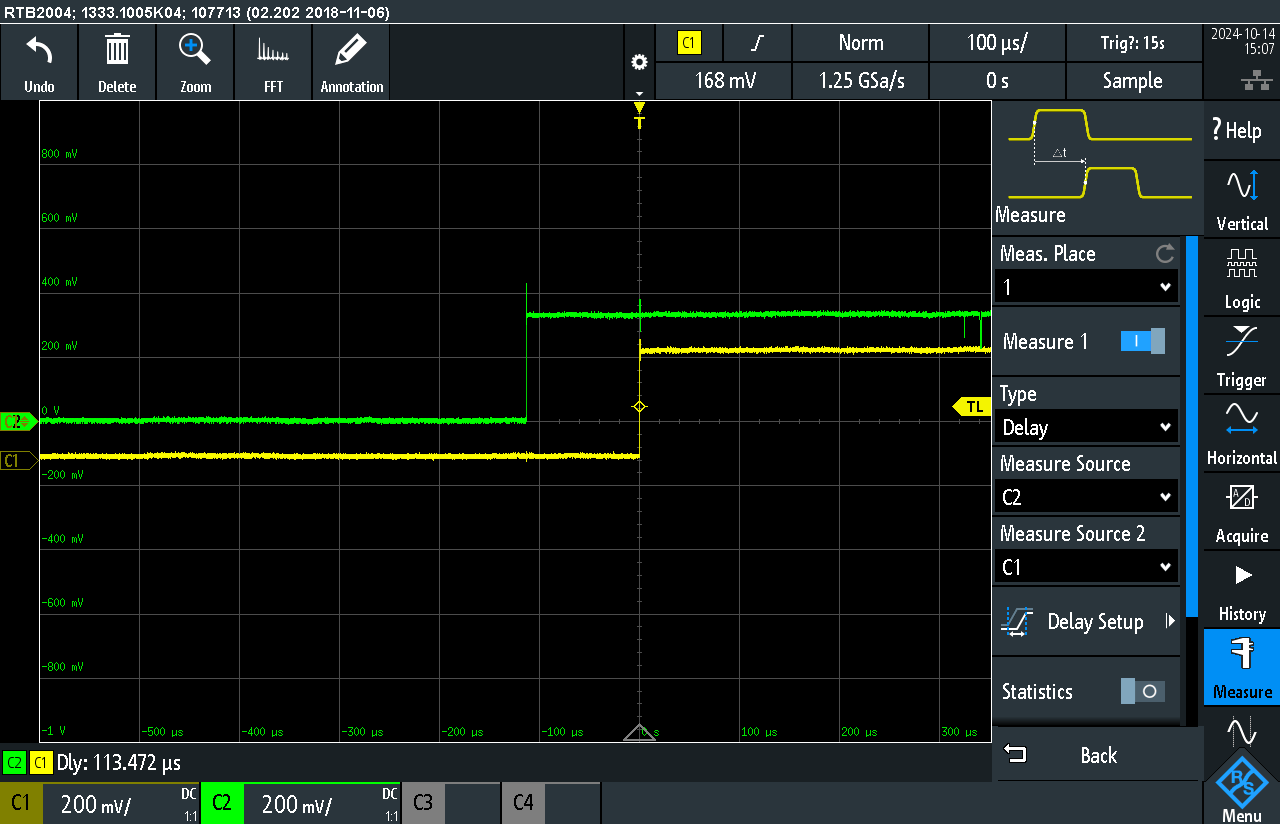 RTB2004; 1333.1005K04; 107713 (02.202 2018-11-06)
Undo
Delete
Zoom
FFT
Annotation
C1
Norm
100 µs/
Trig?: 15s
168 mV
1.25 GSa/s
0 s
Sample
2024-10-14
15:07
T
800 mV
600 mV
400 mV
200 mV
0 V
-200 mV
-400 mV
-600 mV
-800 mV
-1 V
C2
C1
TL
-500 µs
-400 µs
-300 µs
-200 µs
-100 µs
0 s
100 µs
200 µs
300 µs
Δt
Measure
Meas. Place
1
Measure 1
Type
Delay
Measure Source
C2
Measure Source 2
C1
Delay Setup
Statistics
Back
? Help
Vertical
Logic
Trigger
Horizontal
A/D
Acquire
History
Measure
R/S
Menu
C2 C1 Dly: 113.472 µs
C1 200 mV/ DC 1:1
C2 200 mV/ DC 1:1
C3
C4